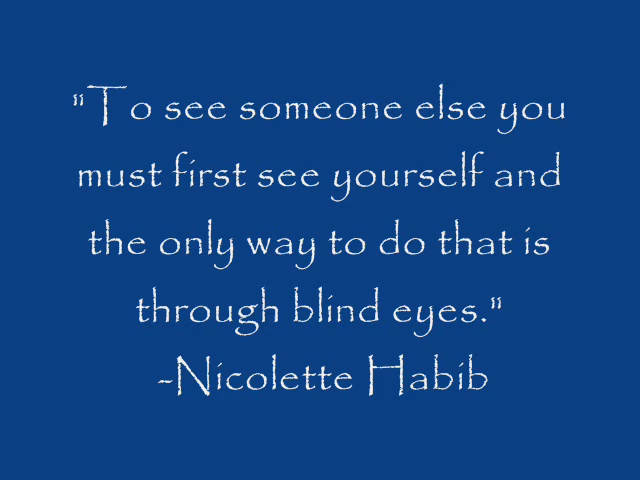 "To see someone else you
must first see yourself and
the only way to do that is
through blind eyes."
-Nicolette Habib